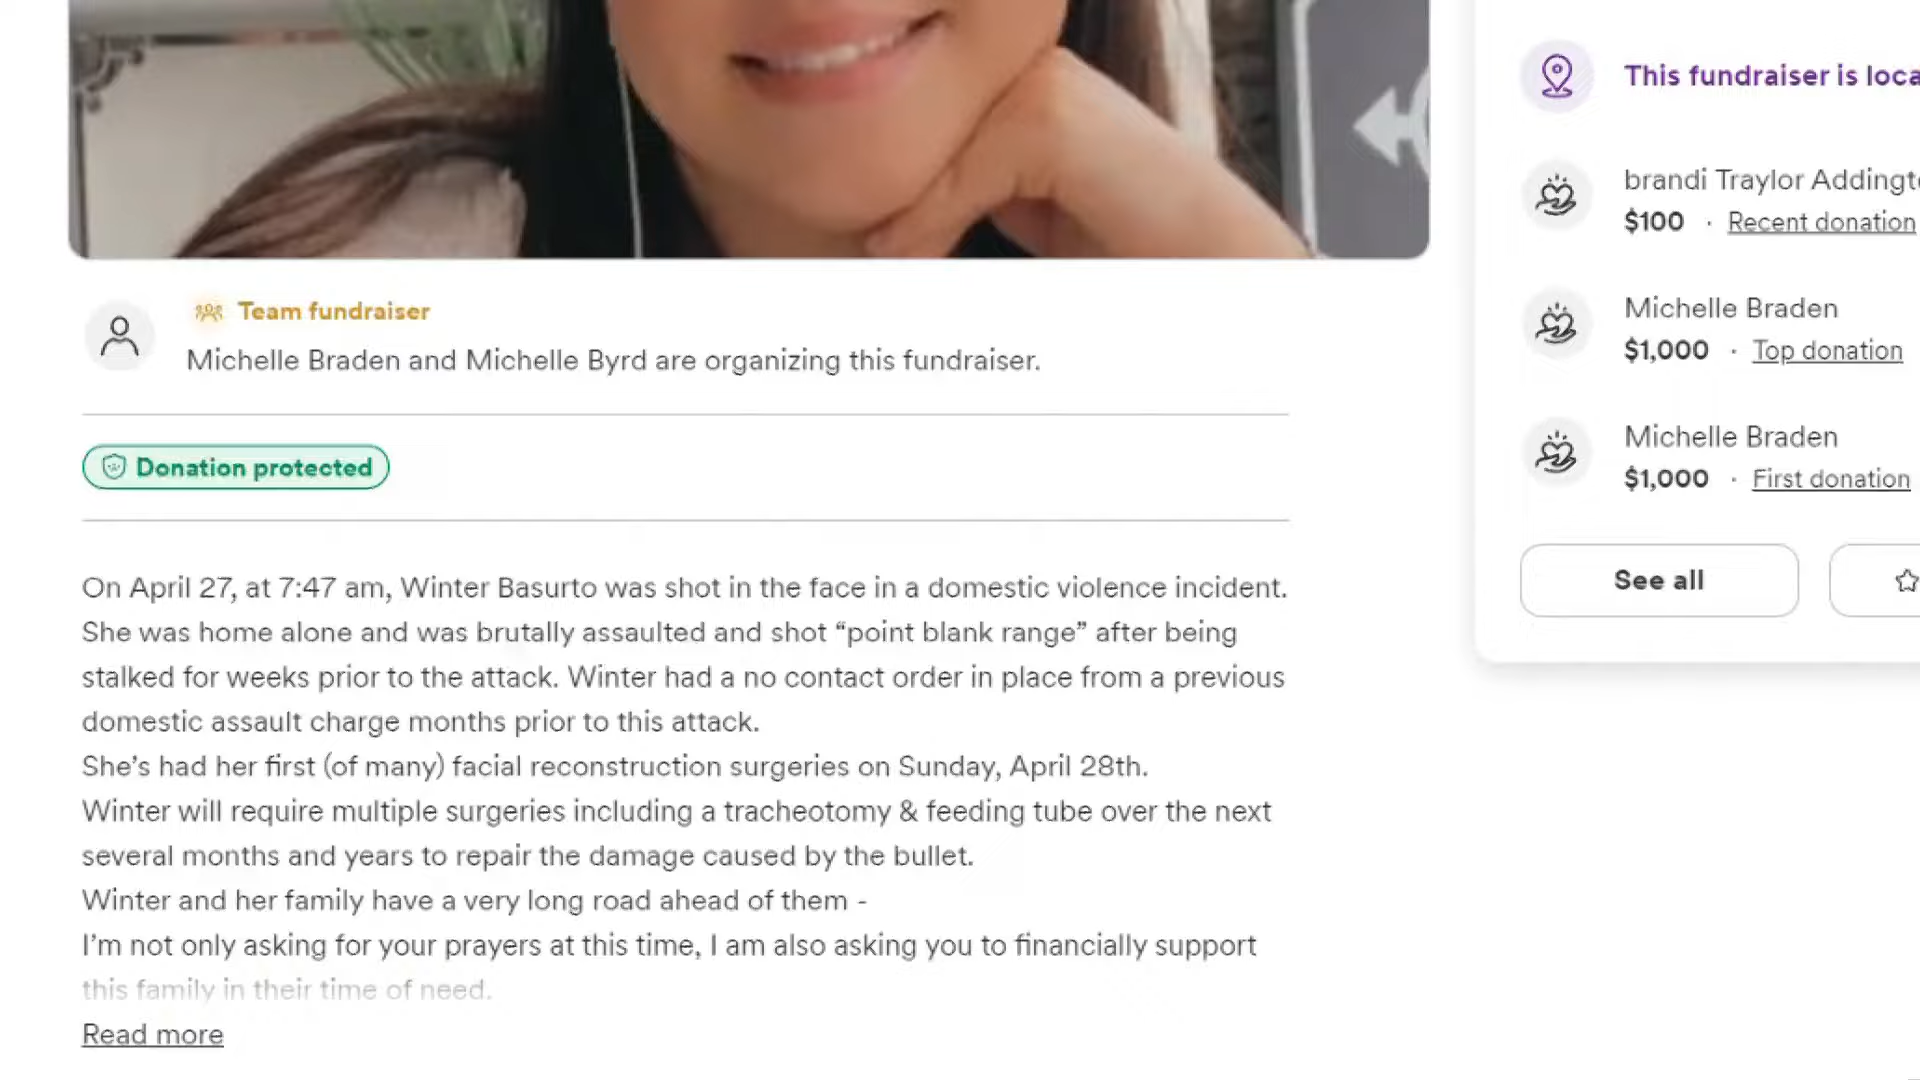 Team fundraiser
Michelle Braden and Michelle Byrd are organizing this fundraiser.
Donation protected
On April 27, at 7:47 am, Winter Basurto was shot in the face in a domestic violence incident.
She was home alone and was brutally assaulted and shot “point blank range” after being
stalked for weeks prior to the attack. Winter had a no contact order in place from a previous
domestic assault charge months prior to this attack.
She’s had her first (of many) facial reconstruction surgeries on Sunday, April 28th.
Winter will require multiple surgeries including a tracheotomy & feeding tube over the next
several months and years to repair the damage caused by the bullet.
Winter and her family have a very long road ahead of them -
I’m not only asking for your prayers at this time, I am also asking you to financially support
this family in their time of need.
Read more
This fundraiser is loca
brandi Traylor Addingt
$100 · Recent donation
Michelle Braden
$1,000 · Top donation
Michelle Braden
$1,000 · First donation
See all